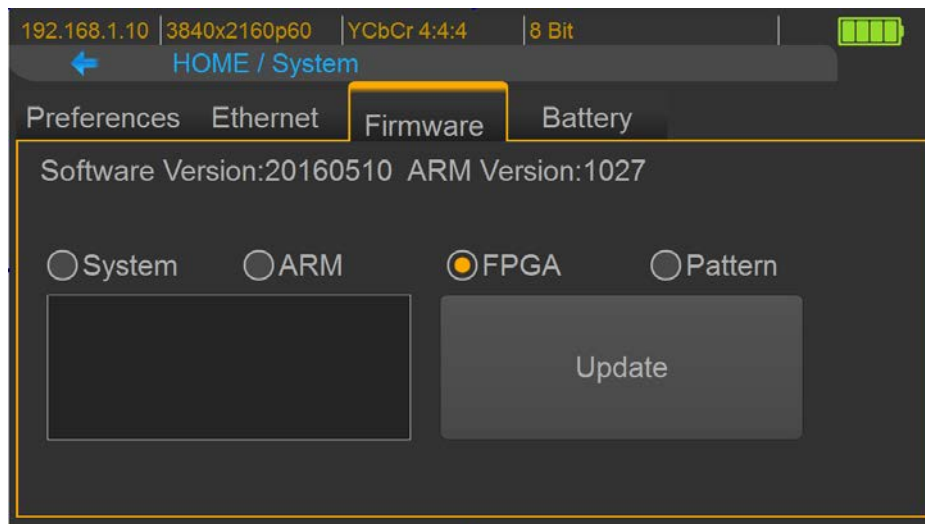 192.168.1.10 3840x2160p60 YCbCr 4:4:4 8 Bit
HOME / System
Preferences Ethernet Firmware Battery
Software Version:20160510 ARM Version:1027
System ARM FPGA Pattern
Update